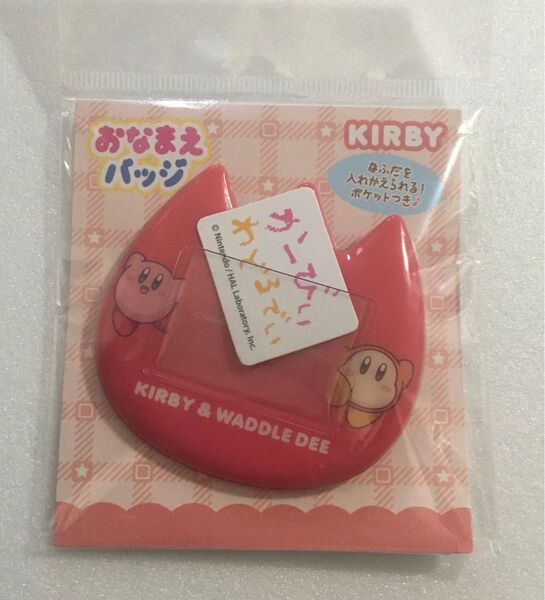 おなまえ
バッジ
KIRBY
なふだを
入れかえられる!
ポケットつき♪
かーびぃ
わどるでぃ
© Nintendo / HAL Laboratory, Inc.
KIRBY & WADDLE DEE